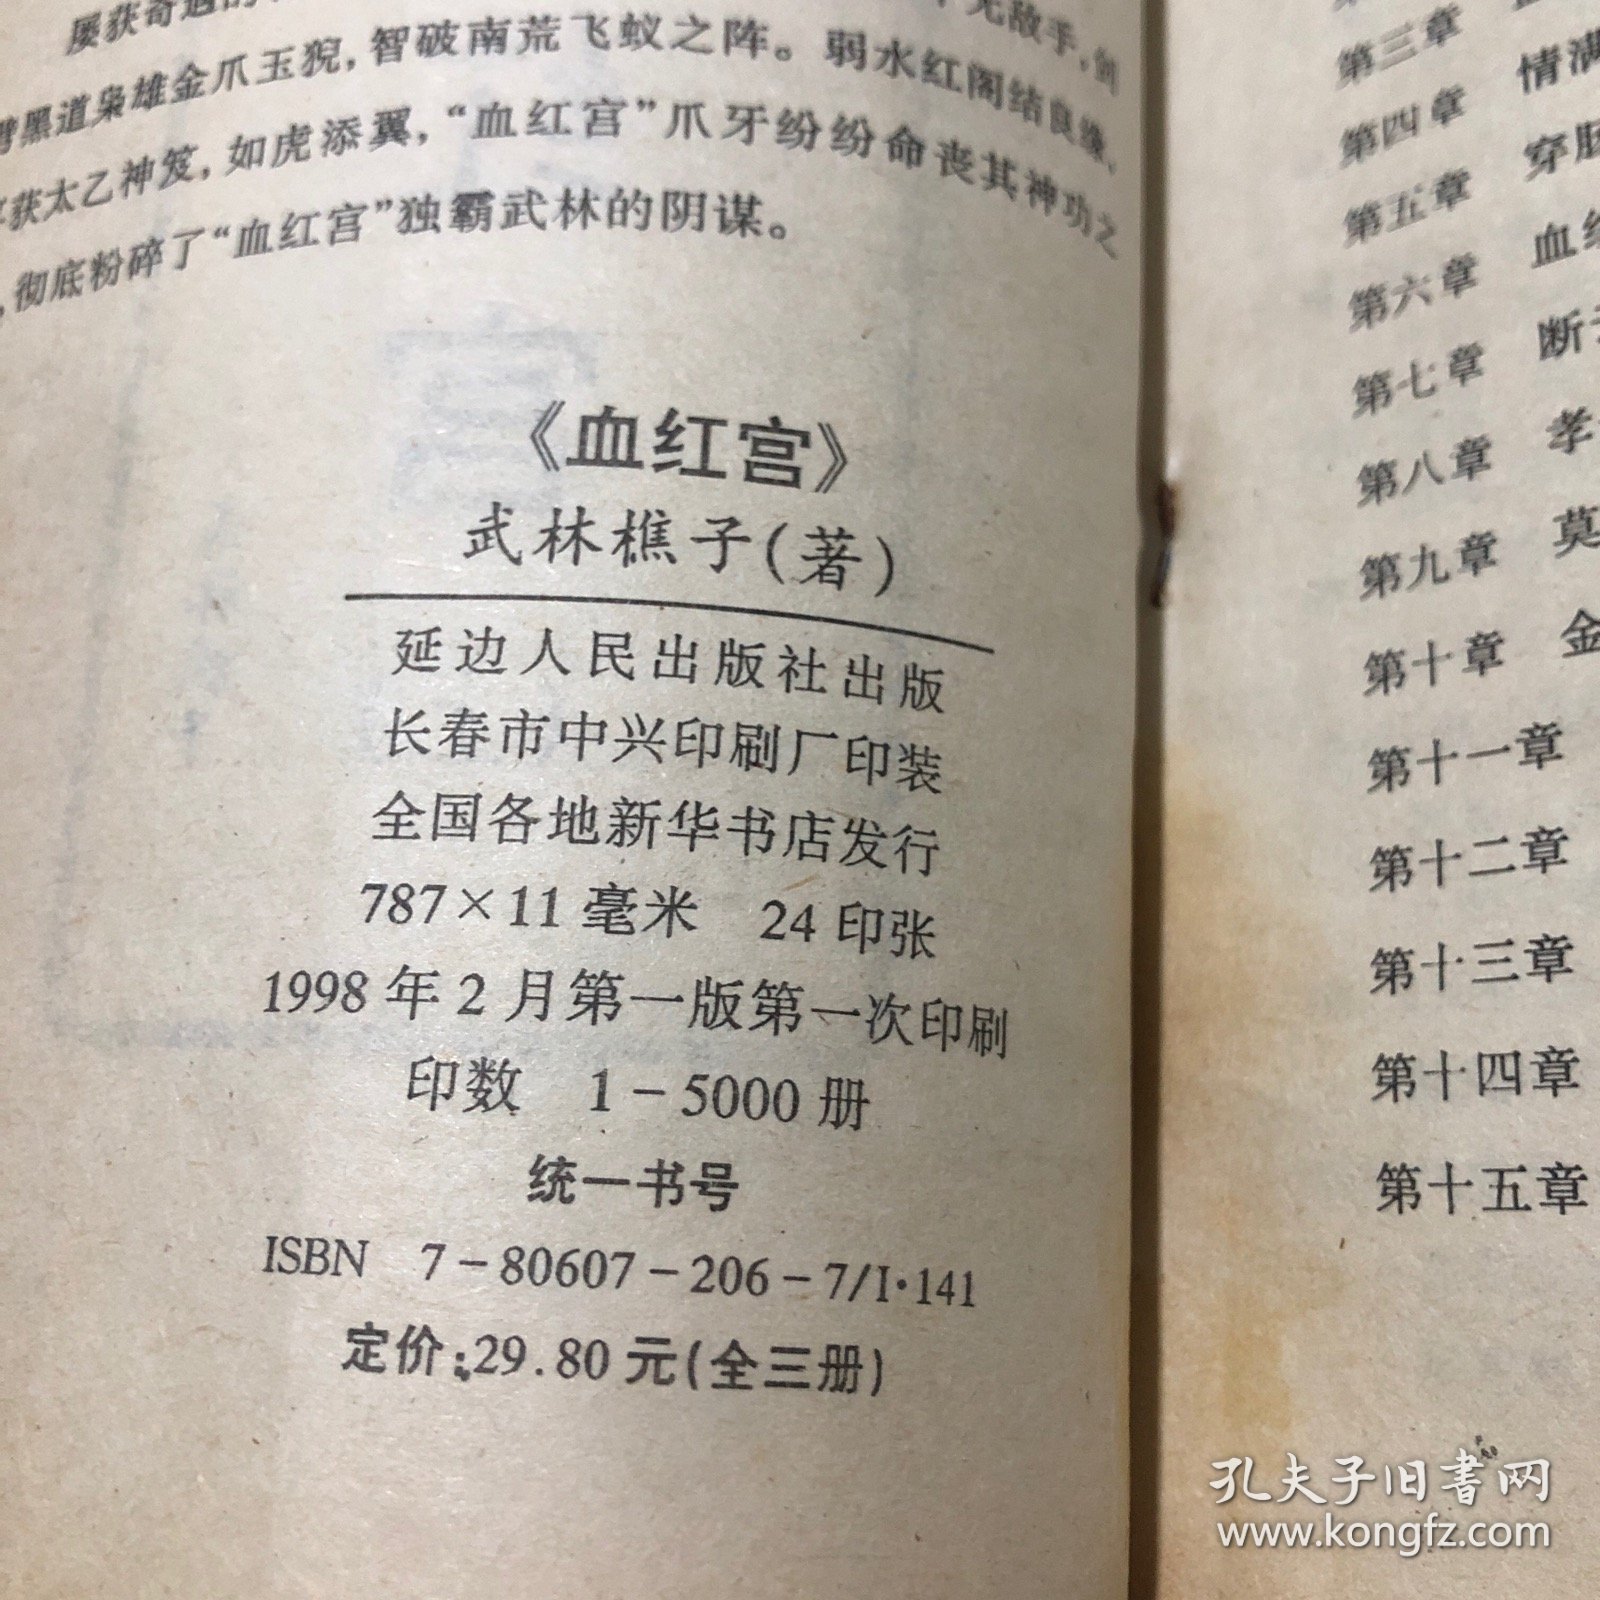 屡获奇遇的
无敌手,剑
臂黑道枭雄金爪玉猊,智破南荒飞蚁之阵。弱水红阁结良缘,
获太乙神笈,如虎添翼,“血红宫”爪牙纷纷命丧其神功之
,彻底粉碎了“血红宫”独霸武林的阴谋。
《血红宫》
武林樵子(著)
延边人民出版社出版
长春市中兴印刷厂印装
全国各地新华书店发行
787×11毫米 24印张
1998年2月第一版第一次印刷
印数 1-5000册
统一书号
ISBN 7-80607-206-7/I·141
定价:29.80元(全三册)
第三章
第四章 情满
第五章 穿肠
第六章 血红
第七章 断
第八章 孝
第九章 莫
第十章 金
第十一章
第十二章
第十三章
第十四章
第十五章
孔夫子旧书网
www.kongfz.com